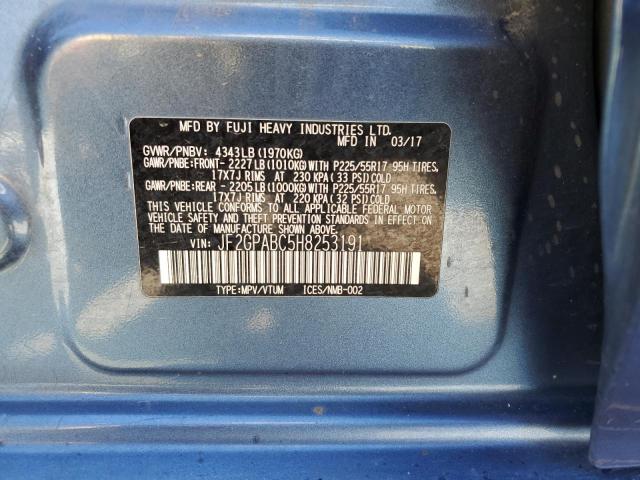 MFD BY FUJI HEAVY INDUSTRIES LTD.
MFD IN 03/17
GVWR/PNBV: 4343LB (1970KG)
GAWR/PNBE:FRONT- 2227LB(1010KG)WITH P225/55R17 95H TIRES,
17X7J RIMS AT 230 KPA(33 PSI)COLD
GAWR/PNBE:REAR - 2205LB(1000KG)WITH P225/55R17 95H TIRES,
17X7J RIMS AT 220 KPA(32 PSI)COLD
THIS VEHICLE CONFORMS TO ALL APPLICABLE FEDERAL MOTOR
VEHICLE SAFETY AND THEFT PREVENTION STANDARDS IN EFFECT ON
THE DATE OF MANUFACTURE SHOWN ABOVE.
VIN: JF2GPABC5H8253191
TYPE:MPV/VTUM ICES/NMB-002